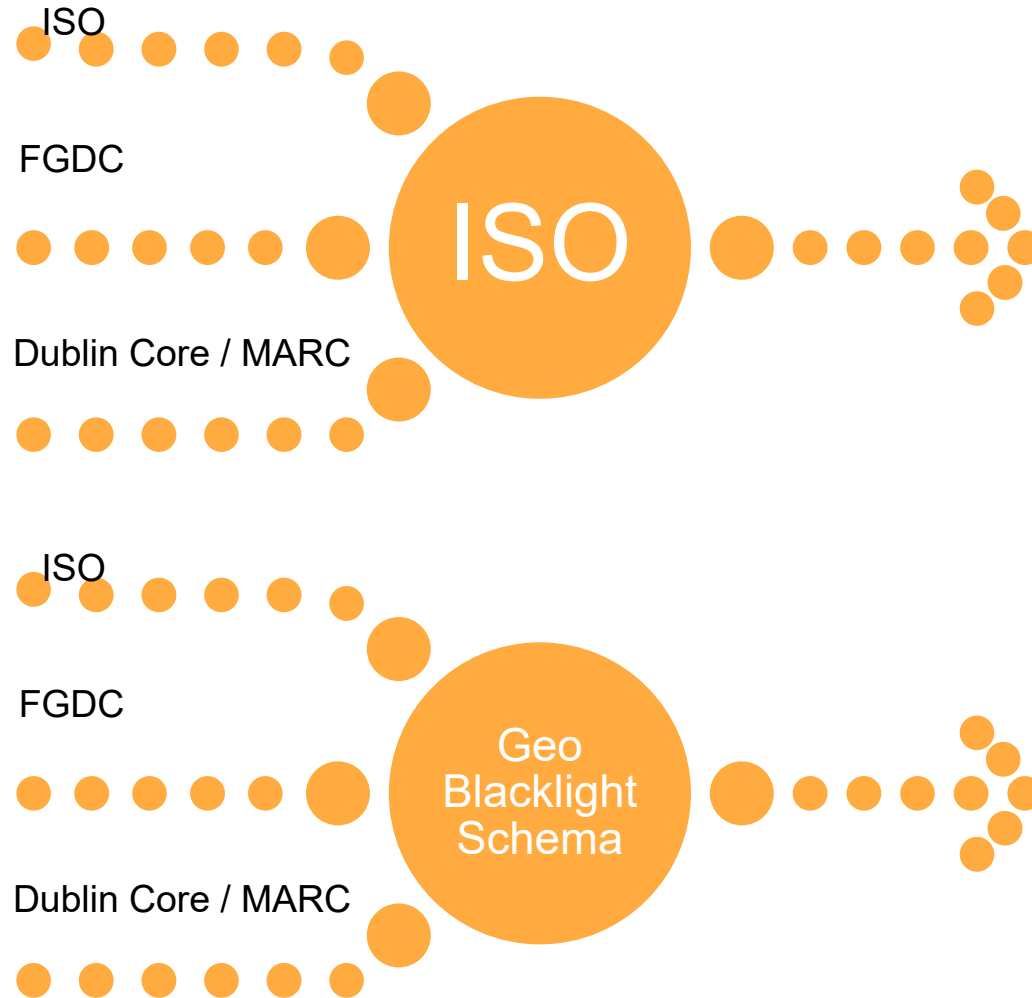 ISO
FGDC
ISO
Dublin Core / MARC
ISO
FGDC
Geo
Blacklight
Schema
Dublin Core / MARC